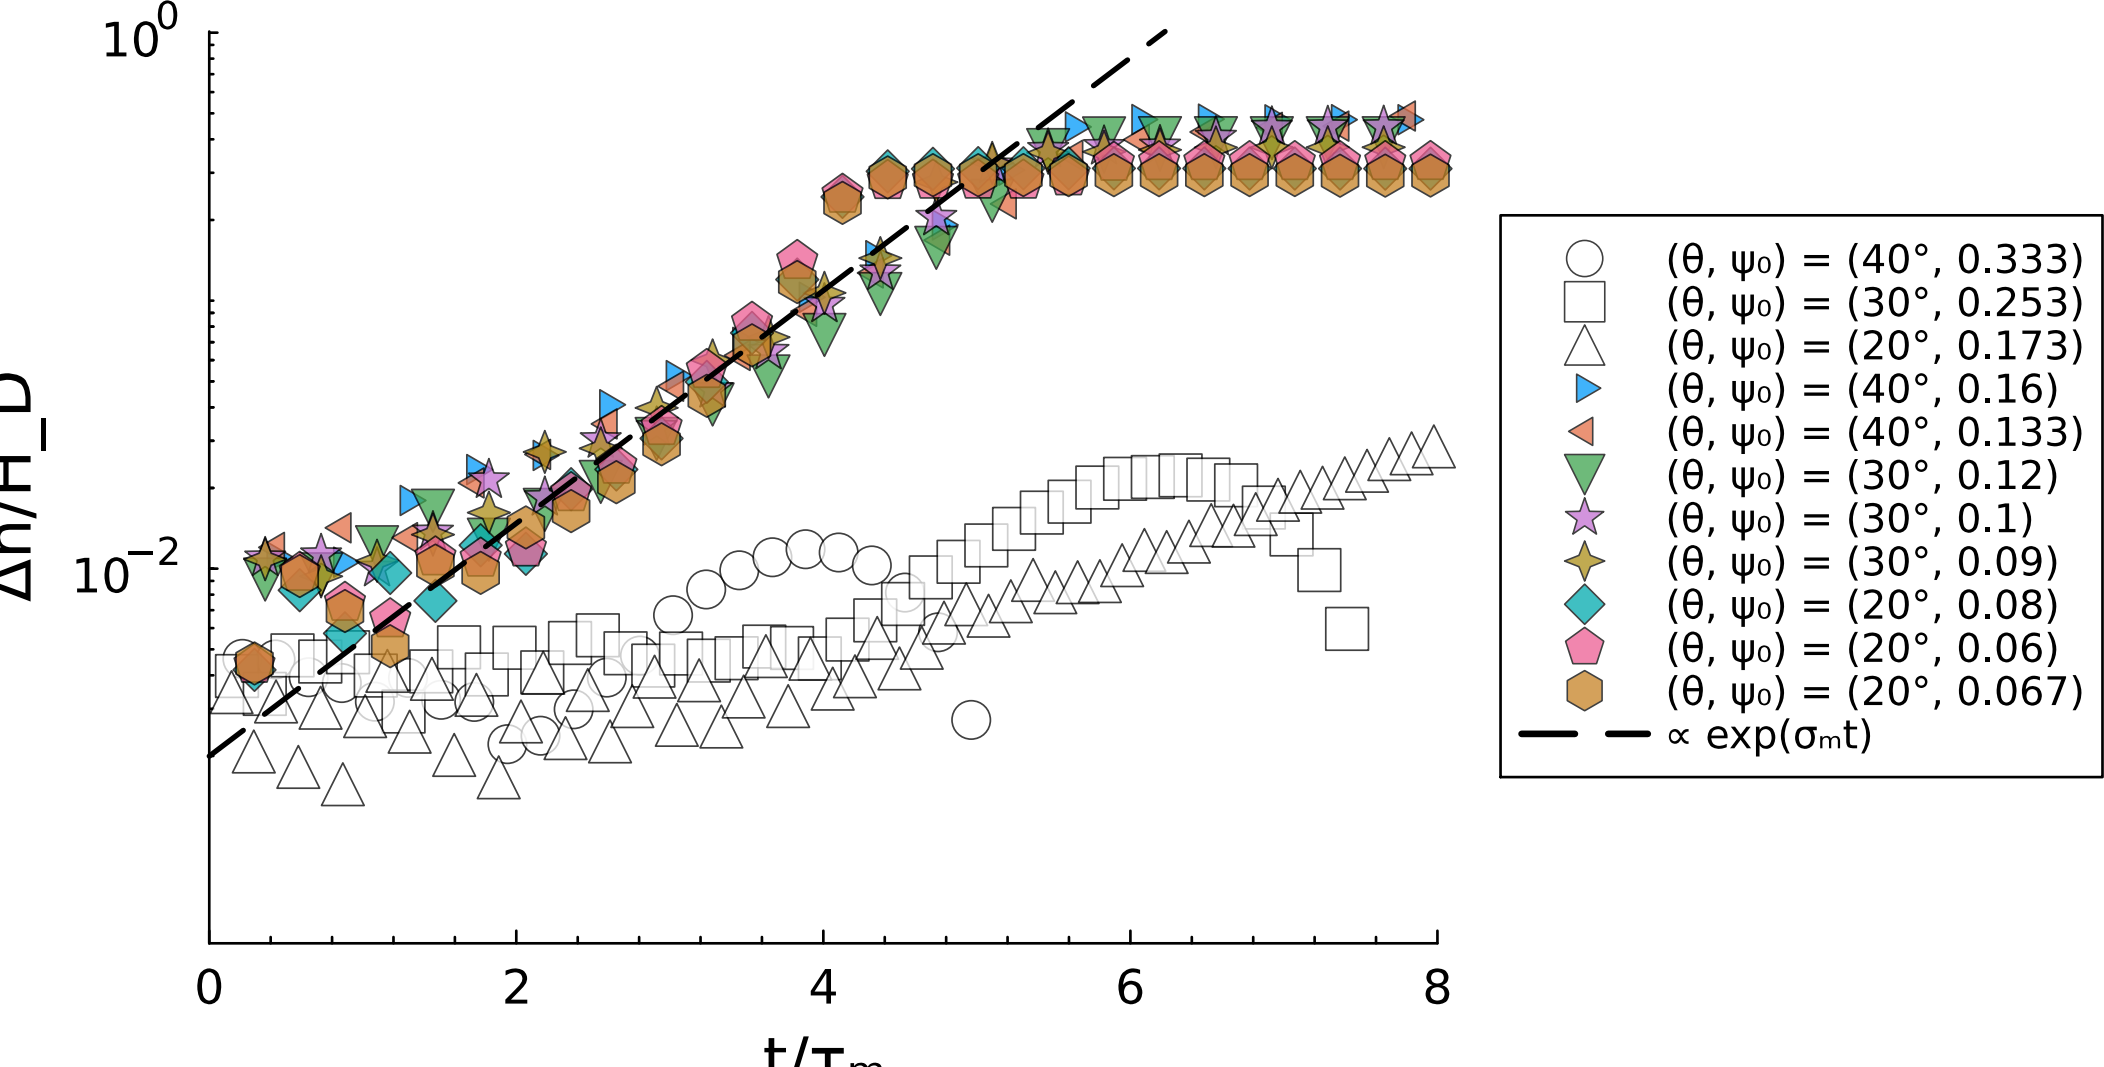 10⁰
10⁻²
Δh/H_D
0 2 4 6 8
t/τₘ
(θ, ψ₀) = (40°, 0.333)
(θ, ψ₀) = (30°, 0.253)
(θ, ψ₀) = (20°, 0.173)
(θ, ψ₀) = (40°, 0.16)
(θ, ψ₀) = (40°, 0.133)
(θ, ψ₀) = (30°, 0.12)
(θ, ψ₀) = (30°, 0.1)
(θ, ψ₀) = (30°, 0.09)
(θ, ψ₀) = (20°, 0.08)
(θ, ψ₀) = (20°, 0.06)
(θ, ψ₀) = (20°, 0.067)
∝ exp(σₘt)